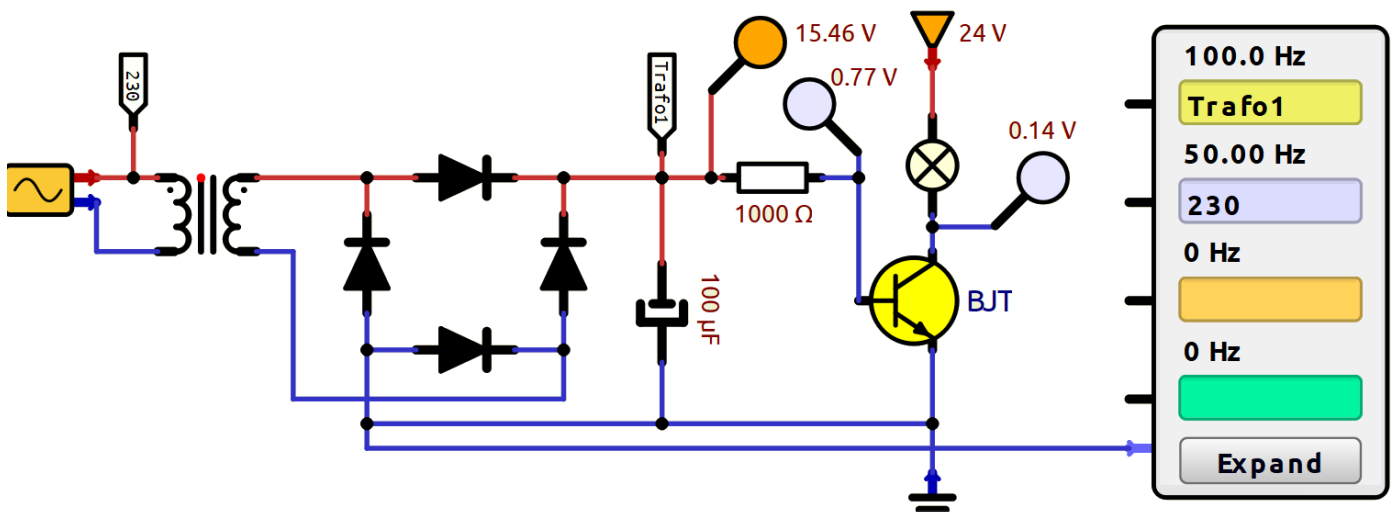 230
Trafo1
15.46 V
0.77 V
24 V
0.14 V
1000 Ω
100 µF
BJT
100.0 Hz
Trafo1
50.00 Hz
230
0 Hz
0 Hz
Expand